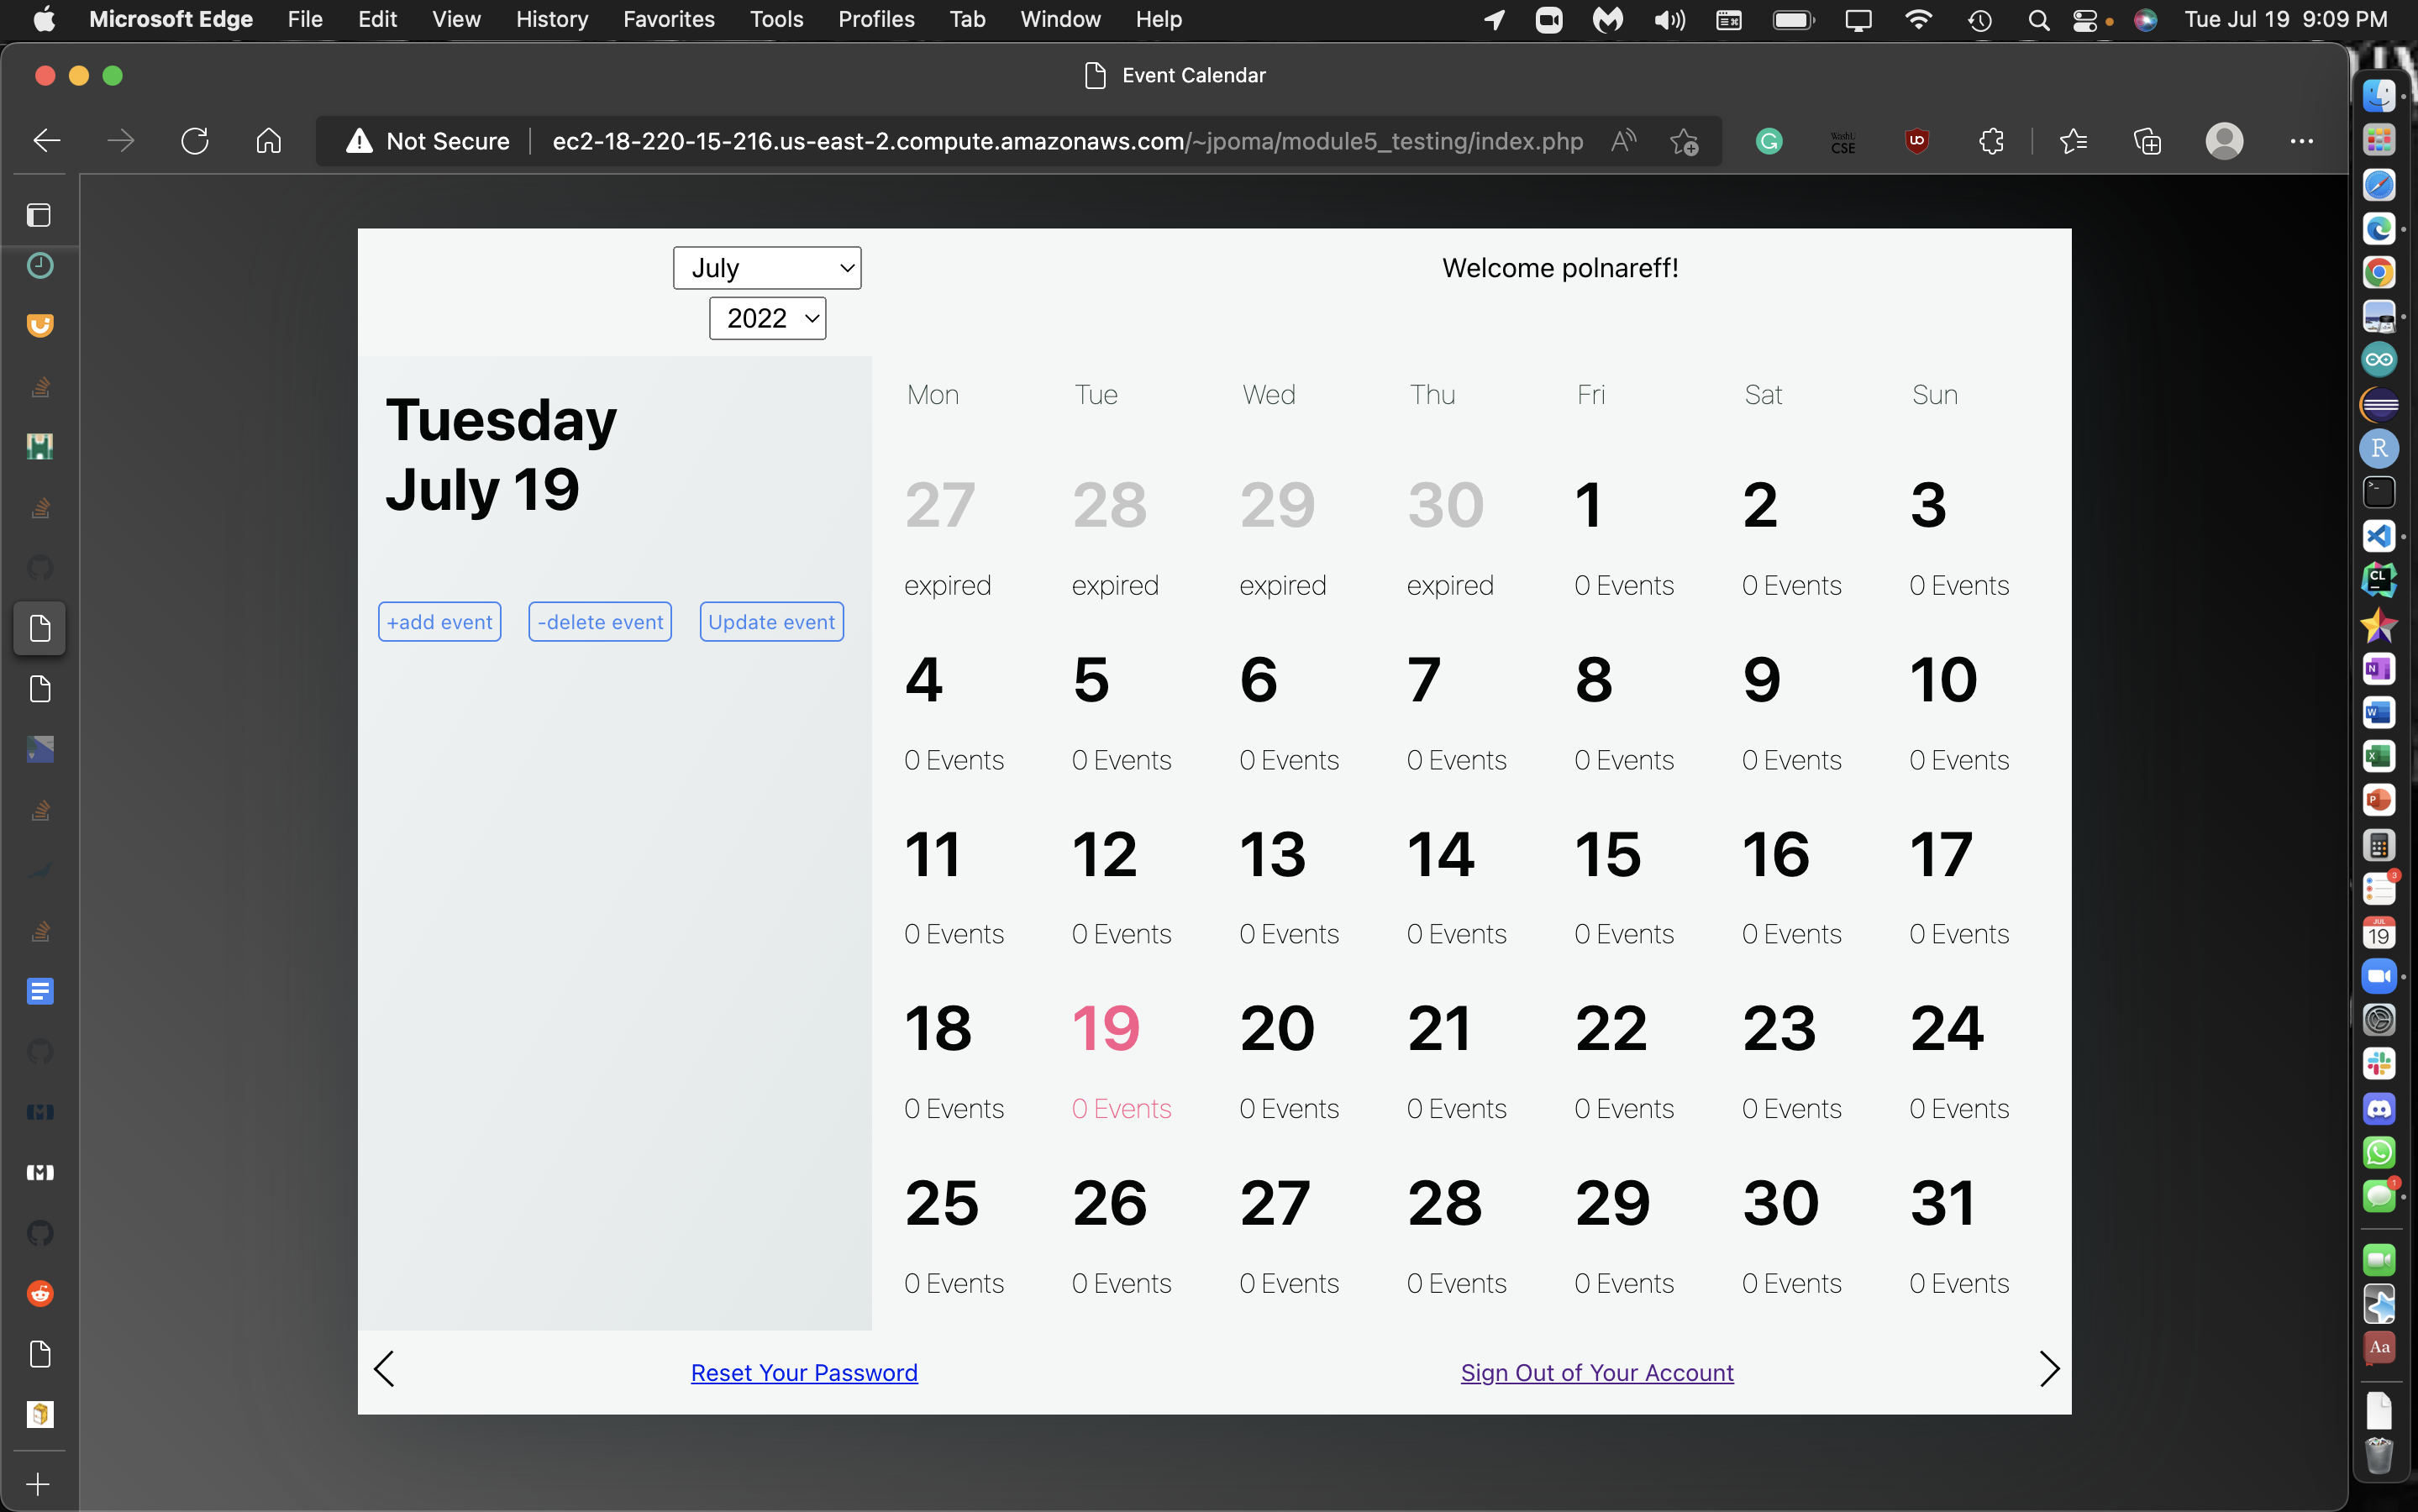 Microsoft Edge File Edit View History Favorites Tools Profiles Tab Window Help Tue Jul 19 9:09 PM
Event Calendar
Not Secure ec2-18-220-15-216.us-east-2.compute.amazonaws.com/~jpoma/module5_testing/index.php
WashU
CSE
July
2022
Welcome polnareff!
Tuesday
July 19
+add event -delete event Update event
Mon Tue Wed Thu Fri Sat Sun
27 28 29 30 1 2 3
expired expired expired expired 0 Events 0 Events 0 Events
4 5 6 7 8 9 10
0 Events 0 Events 0 Events 0 Events 0 Events 0 Events 0 Events
11 12 13 14 15 16 17
0 Events 0 Events 0 Events 0 Events 0 Events 0 Events 0 Events
18 19 20 21 22 23 24
0 Events 0 Events 0 Events 0 Events 0 Events 0 Events 0 Events
25 26 27 28 29 30 31
0 Events 0 Events 0 Events 0 Events 0 Events 0 Events 0 Events
Reset Your Password Sign Out of Your Account
R
CL
N
W
X
P
3
JUL
19
1
Aa